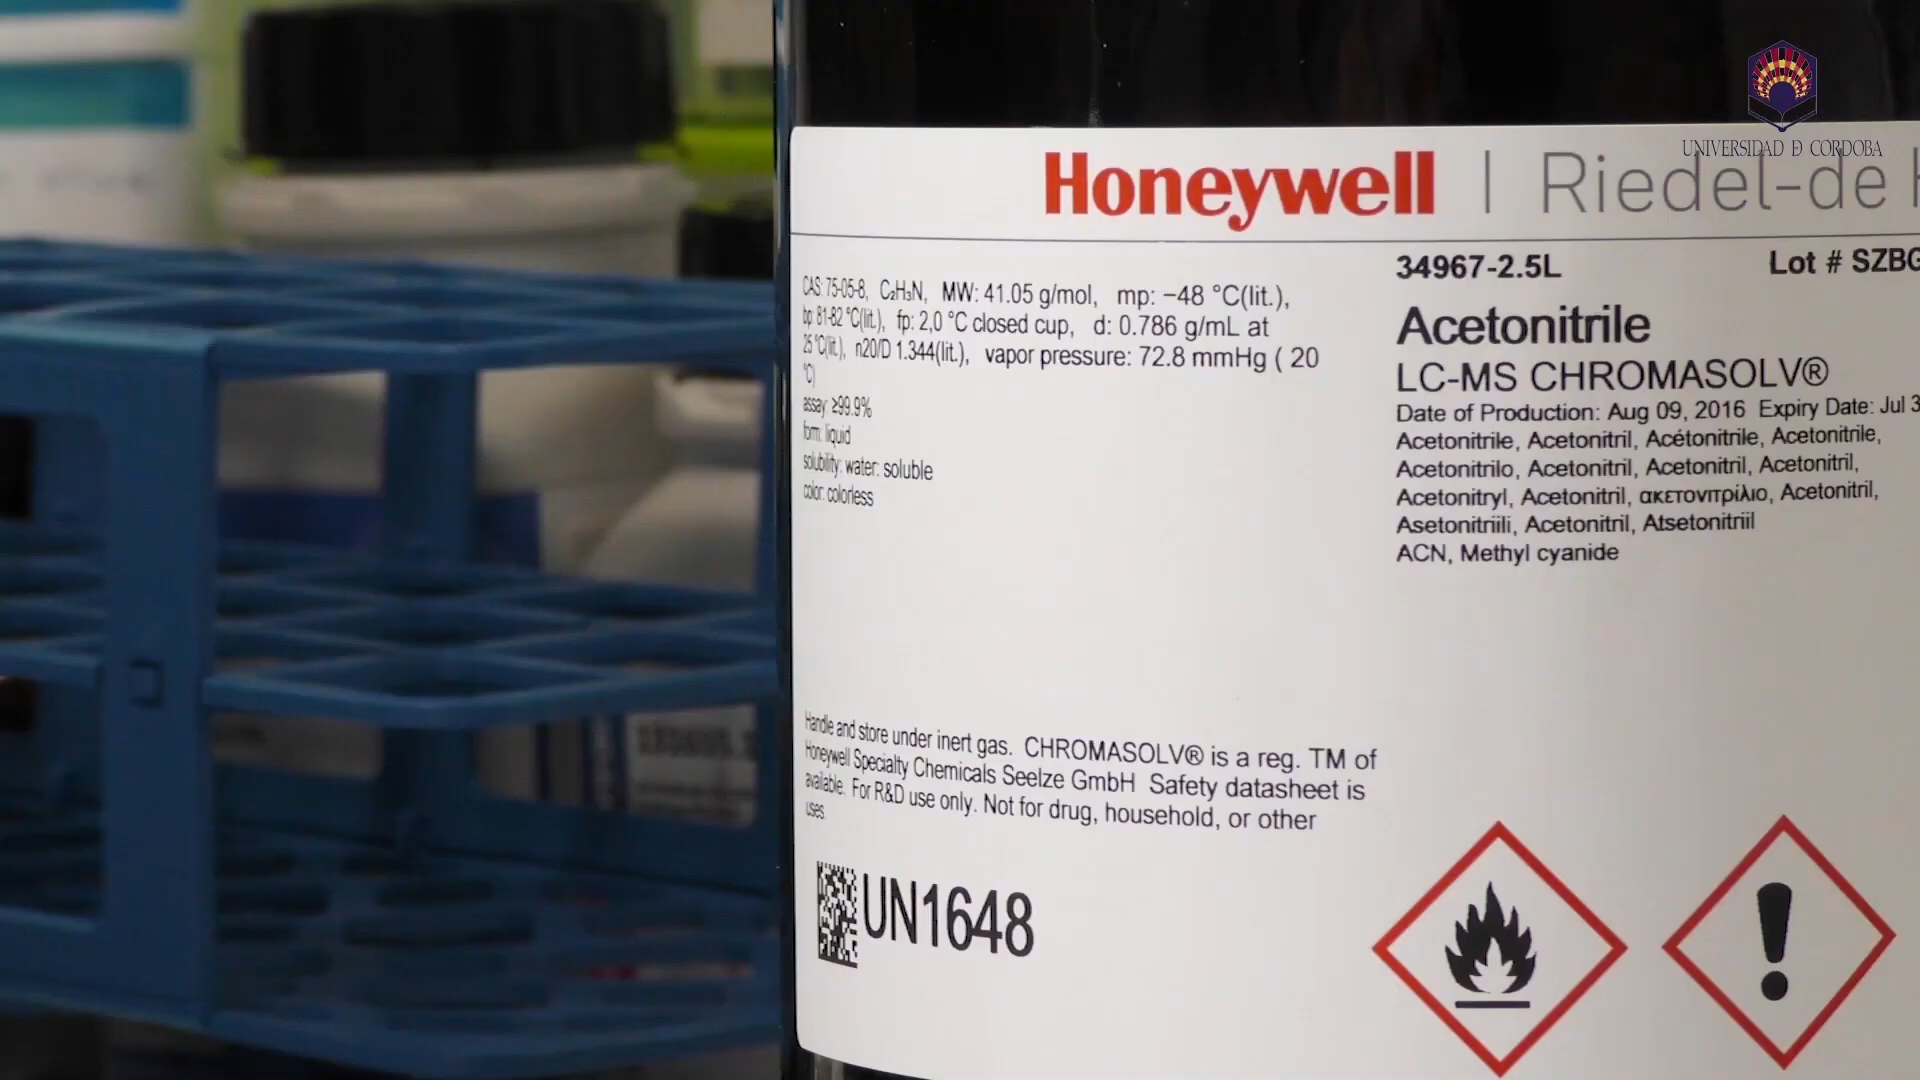 UNIVERSIDAD Ð CORDOBA
Honeywell | Riedel-de
34967-2.5L Lot # SZBG
Acetonitrile
LC-MS CHROMASOLV®
Date of Production: Aug 09, 2016 Expiry Date: Jul 3
Acetonitrile, Acetonitril, Acétonitrile, Acetonitrile,
Acetonitrilo, Acetonitril, Acetonitril, Acetonitril,
Acetonitryl, Acetonitril, ακετονιτρίλιο, Acetonitril,
Asetonitriili, Acetonitril, Atsetonitriil
ACN, Methyl cyanide
CAS: 75-05-8, C₂H₃N, MW: 41.05 g/mol, mp: −48 °C(lit.),
bp: 81-82 °C(lit.), fp: 2,0 °C closed cup, d: 0.786 g/mL at
25 °C(lit.), n20/D 1.344(lit.), vapor pressure: 72.8 mmHg ( 20
°C)
assay: ≥99.9%
form: liquid
solubility: water: soluble
color: colorless
Handle and store under inert gas. CHROMASOLV® is a reg. TM of
Honeywell Specialty Chemicals Seelze GmbH Safety datasheet is
available. For R&D use only. Not for drug, household, or other
uses.
UN1648